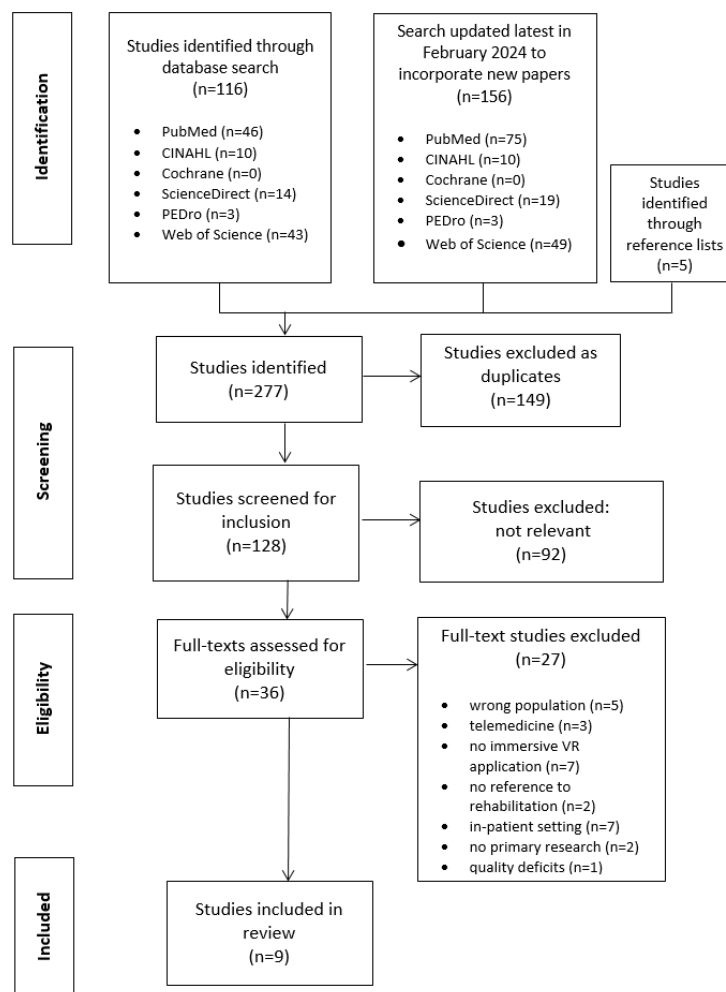 Identification
Studies identified through
database search
(n=116)
• PubMed (n=46)
• CINAHL (n=10)
• Cochrane (n=0)
• ScienceDirect (n=14)
• PEDro (n=3)
• Web of Science (n=43)
Search updated latest in
February 2024 to
incorporate new papers
(n=156)
• PubMed (n=75)
• CINAHL (n=10)
• Cochrane (n=0)
• ScienceDirect (n=19)
• PEDro (n=3)
• Web of Science (n=49)
Studies
identified
through
reference lists
(n=5)
Screening
Studies identified
(n=277)
Studies excluded as
duplicates
(n=149)
Studies screened for
inclusion
(n=128)
Studies excluded:
not relevant
(n=92)
Eligibility
Full-texts assessed for
eligibility
(n=36)
Full-text studies excluded
(n=27)
• wrong population (n=5)
• telemedicine (n=3)
• no immersive VR
application (n=7)
• no reference to
rehabilitation (n=2)
• in-patient setting (n=7)
• no primary research (n=2)
• quality deficits (n=1)
Included
Studies included in
review
(n=9)